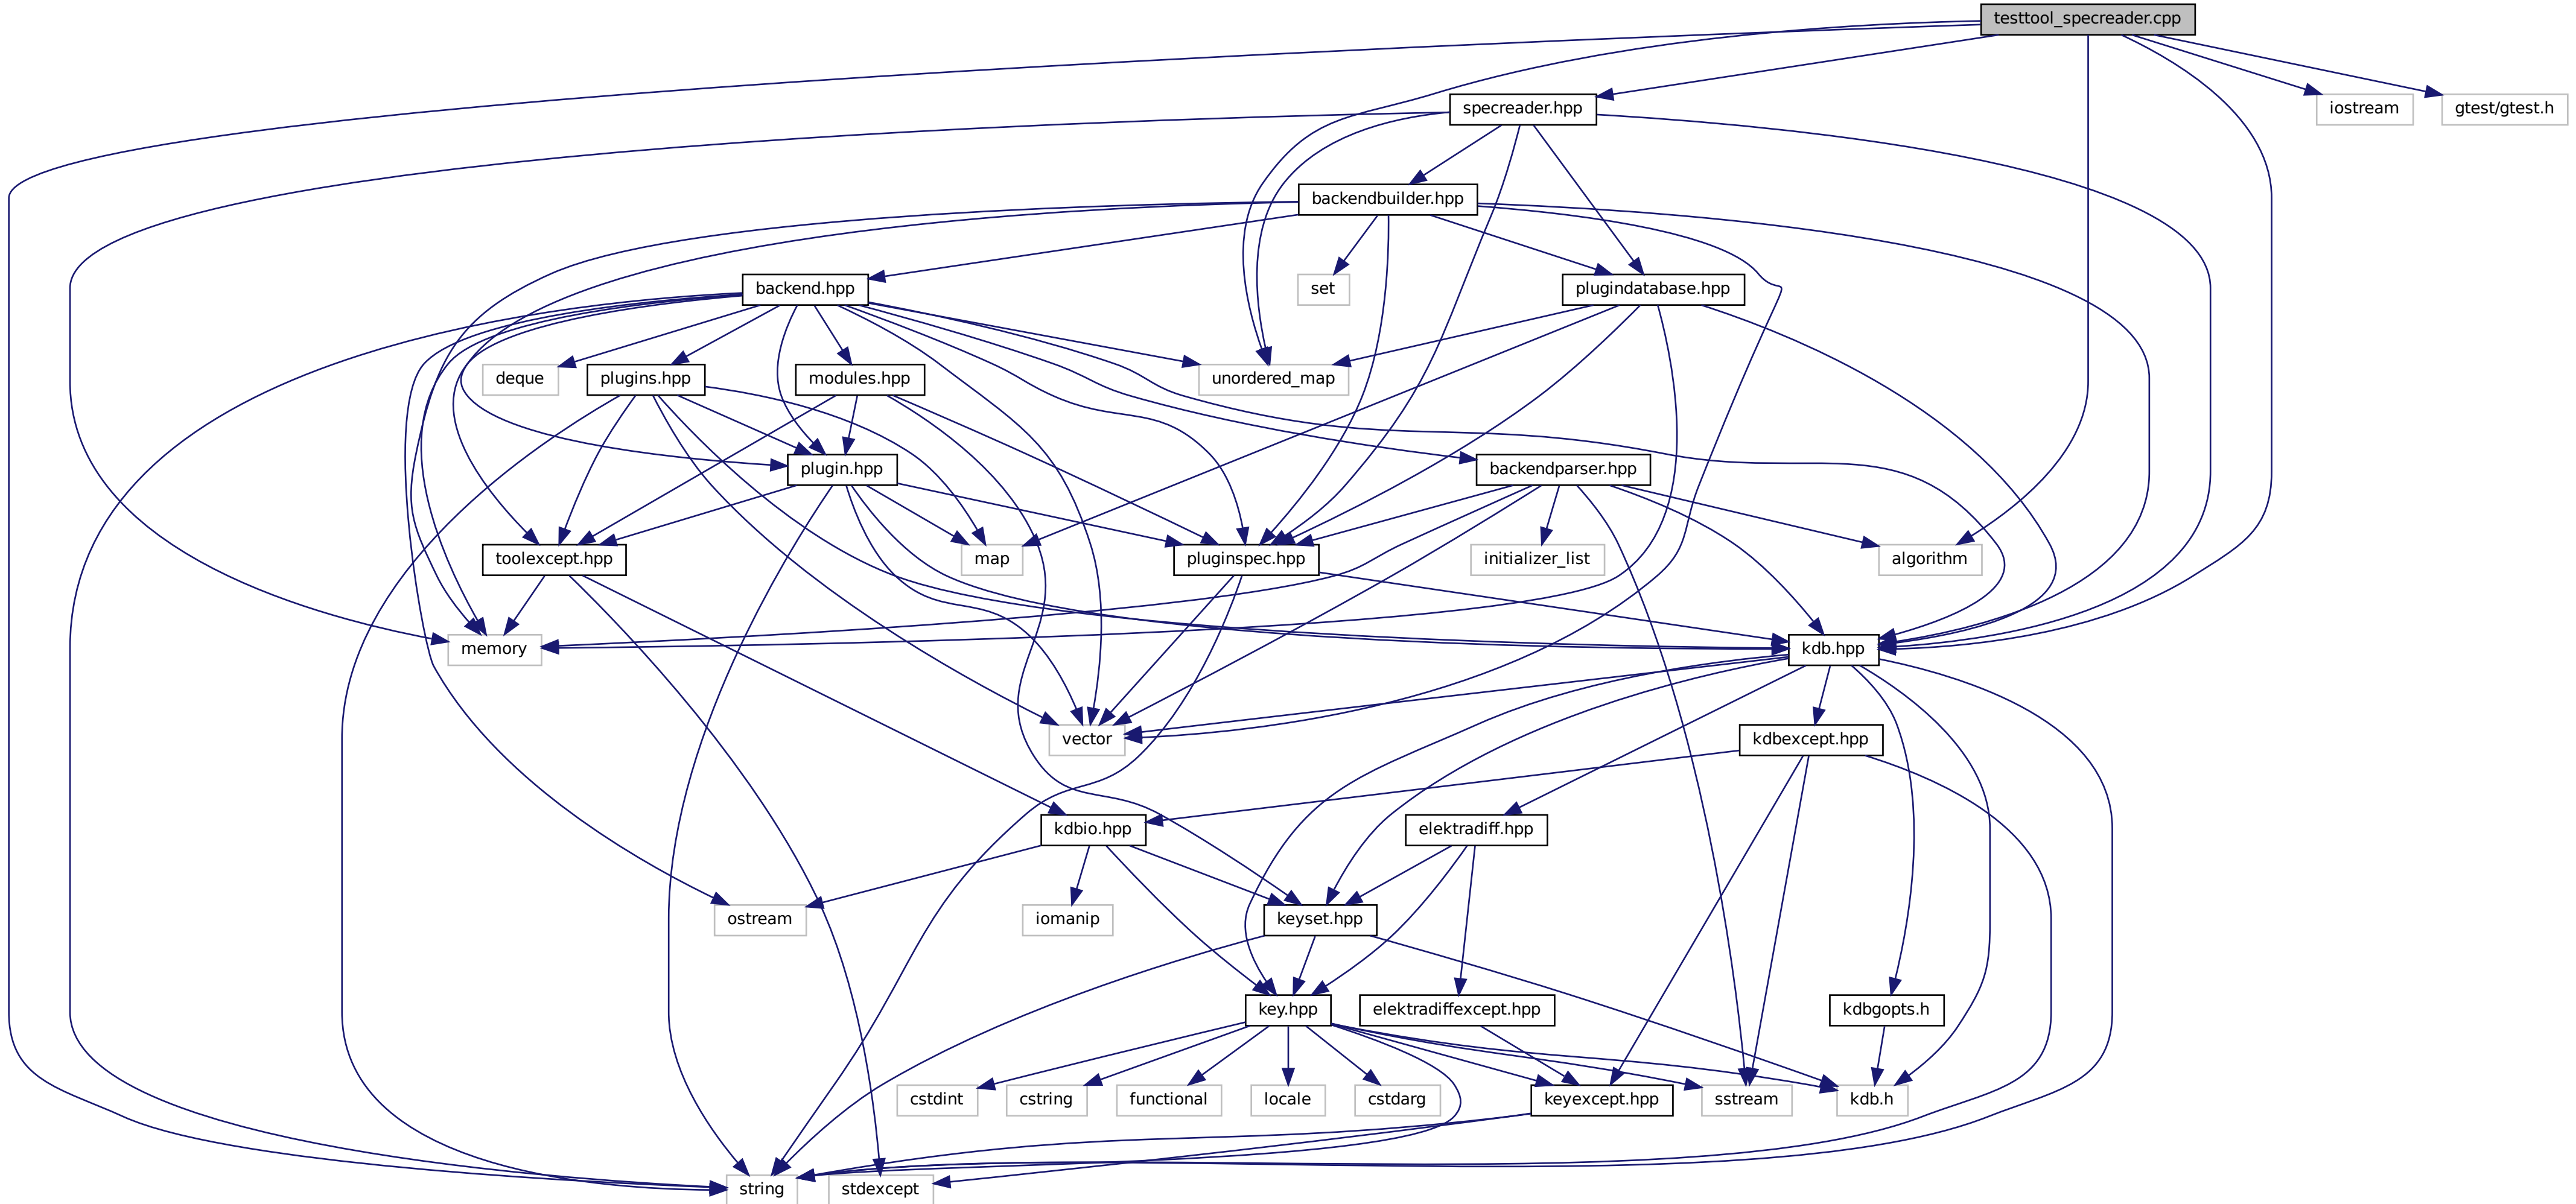 testtool_specreader.cpp
specreader.hpp
iostream
gtest/gtest.h
backendbuilder.hpp
backend.hpp
set
plugindatabase.hpp
deque
plugins.hpp
modules.hpp
unordered_map
plugin.hpp
backendparser.hpp
toolexcept.hpp
map
pluginspec.hpp
initializer_list
algorithm
memory
kdb.hpp
vector
kdbexcept.hpp
kdbio.hpp
elektradiff.hpp
ostream
iomanip
keyset.hpp
key.hpp
elektradiffexcept.hpp
kdbgopts.h
cstdint
cstring
functional
locale
cstdarg
keyexcept.hpp
sstream
kdb.h
string
stdexcept